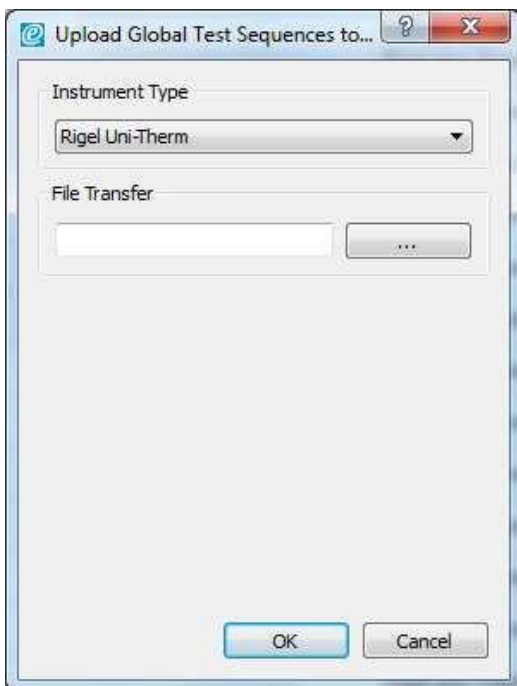 Upload Global Test Sequences to...
Instrument Type
Rigel Uni-Therm
File Transfer
...
OK Cancel